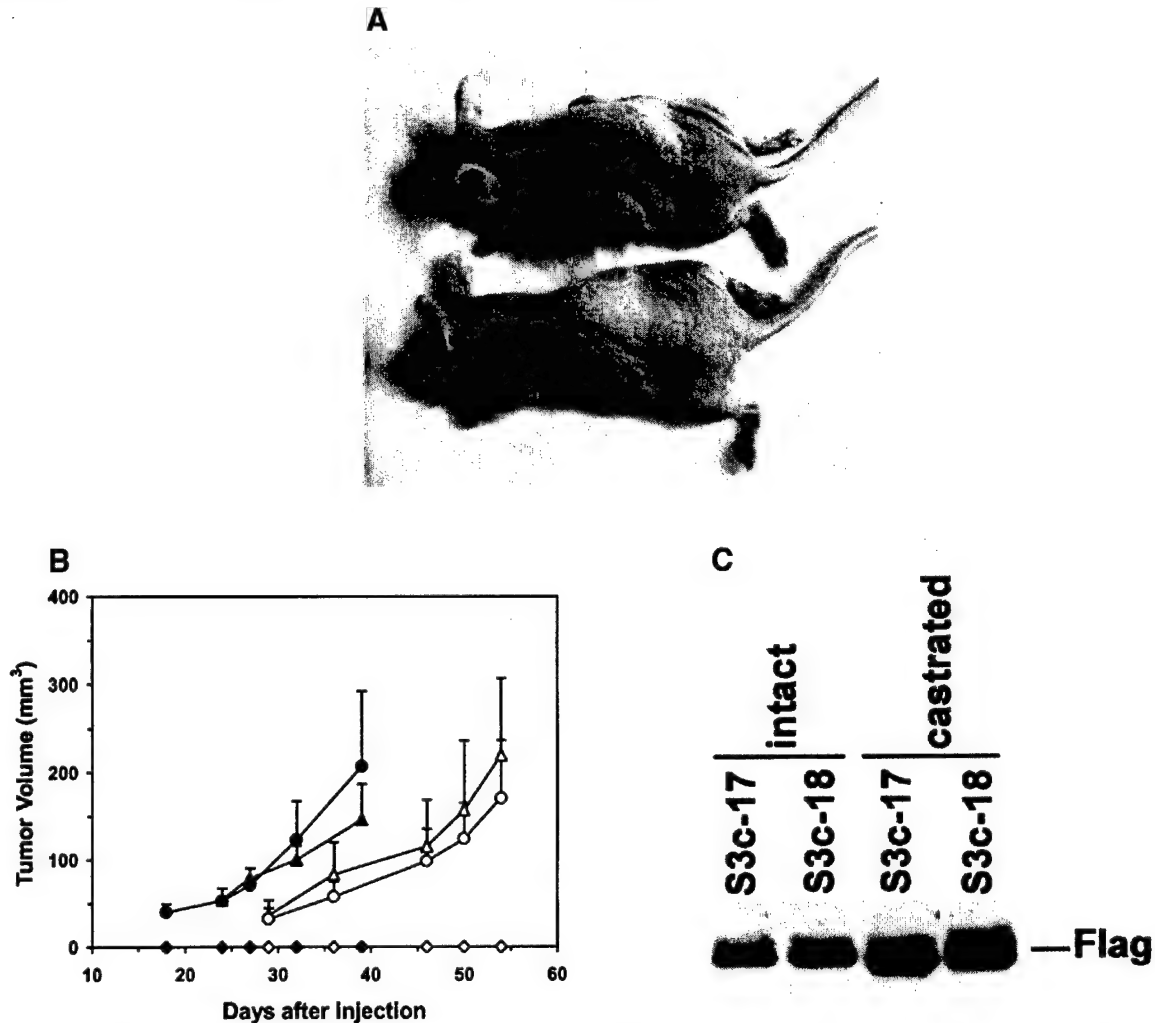 A
B
C
Tumor Volume (mm³)
400
300
200
100
0
10 20 30 40 50 60
Days after injection
intact
castrated
S3c-17
S3c-18
S3c-17
S3c-18
Flag